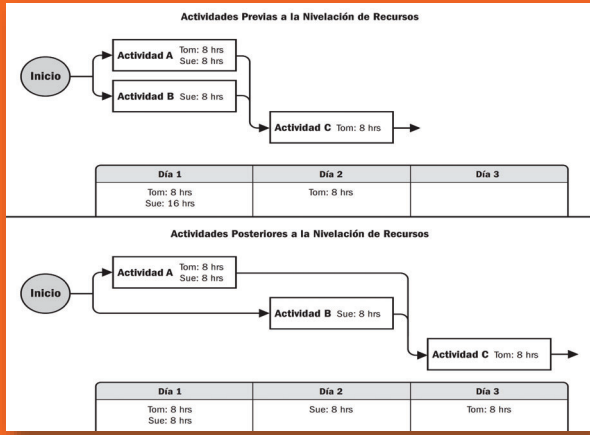 Actividades Previas a la Nivelación de Recursos
Inicio
Actividad A Tom: 8 hrs
Sue: 8 hrs
Actividad B Sue: 8 hrs
Actividad C Tom: 8 hrs
Día 1 Día 2 Día 3
Tom: 8 hrs Tom: 8 hrs
Sue: 16 hrs
Actividades Posteriores a la Nivelación de Recursos
Inicio
Actividad A Tom: 8 hrs
Sue: 8 hrs
Actividad B Sue: 8 hrs
Actividad C Tom: 8 hrs
Día 1 Día 2 Día 3
Tom: 8 hrs Sue: 8 hrs Tom: 8 hrs
Sue: 8 hrs